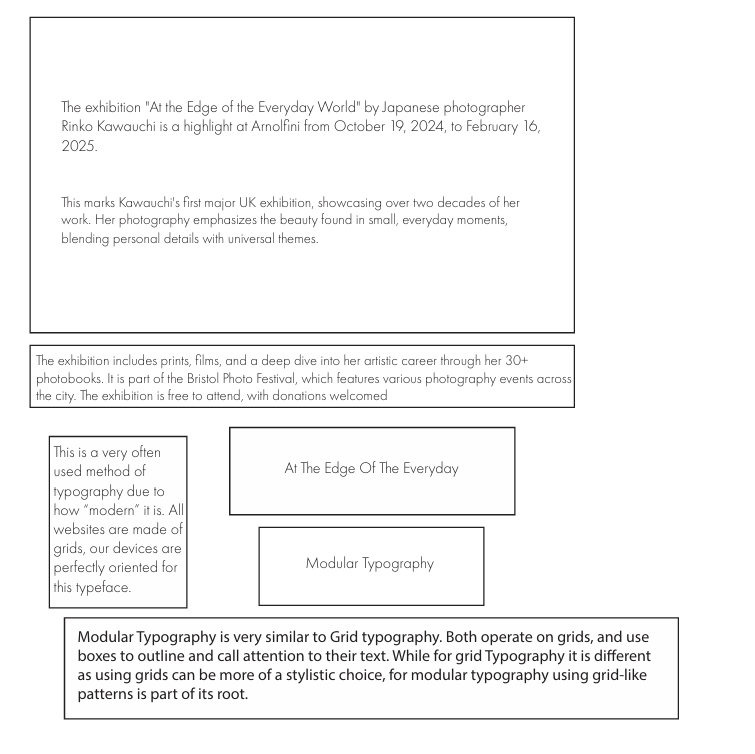 The exhibition "At the Edge of the Everyday World" by Japanese photographer
Rinko Kawauchi is a highlight at Arnolfini from October 19, 2024, to February 16,
2025.
This marks Kawauchi's first major UK exhibition, showcasing over two decades of her
work. Her photography emphasizes the beauty found in small, everyday moments,
blending personal details with universal themes.
The exhibition includes prints, films, and a deep dive into her artistic career through her 30+
photobooks. It is part of the Bristol Photo Festival, which features various photography events across
the city. The exhibition is free to attend, with donations welcomed
This is a very often
used method of
typography due to
how “modern” it is. All
websites are made of
grids, our devices are
perfectly oriented for
this typeface.
At The Edge Of The Everyday
Modular Typography
Modular Typography is very similar to Grid typography. Both operate on grids, and use
boxes to outline and call attention to their text. While for grid Typography it is different
as using grids can be more of a stylistic choice, for modular typography using grid-like
patterns is part of its root.